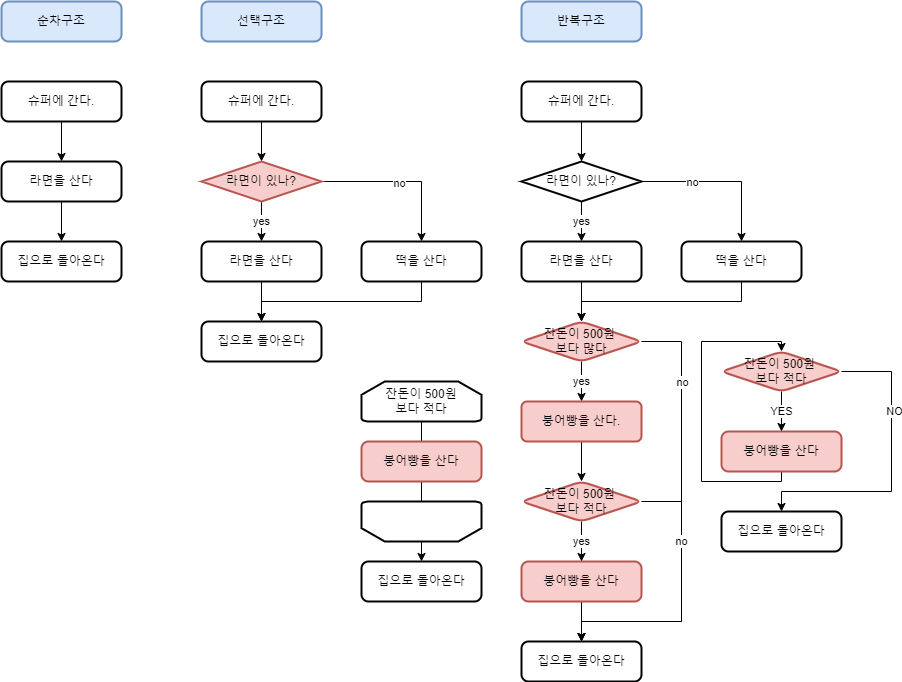 순차구조
선택구조
반복구조
슈퍼에 간다.
슈퍼에 간다.
슈퍼에 간다.
라면을 산다
라면이 있나?
no
라면이 있나?
no
yes
yes
집으로 돌아온다
라면을 산다
떡을 산다
라면을 산다
떡을 산다
집으로 돌아온다
잔돈이 500원
보다 많다
no
yes
잔돈이 500원
보다 적다
NO
YES
잔돈이 500원
보다 적다
붕어빵을 산다
붕어빵을 산다.
붕어빵을 산다
잔돈이 500원
보다 적다
no
yes
집으로 돌아온다
집으로 돌아온다
붕어빵을 산다
집으로 돌아온다